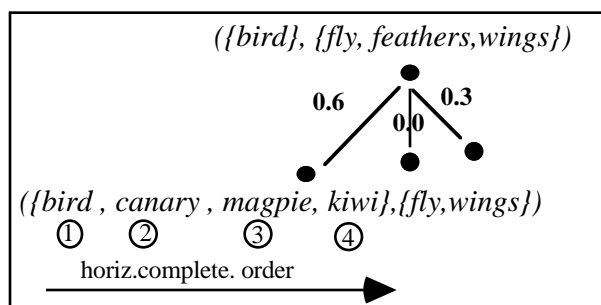 ({bird}, {fly, feathers,wings})
0.6
0.0
0.3
({bird , canary , magpie, kiwi},{fly,wings})
1 2 3 4
horiz.complete. order